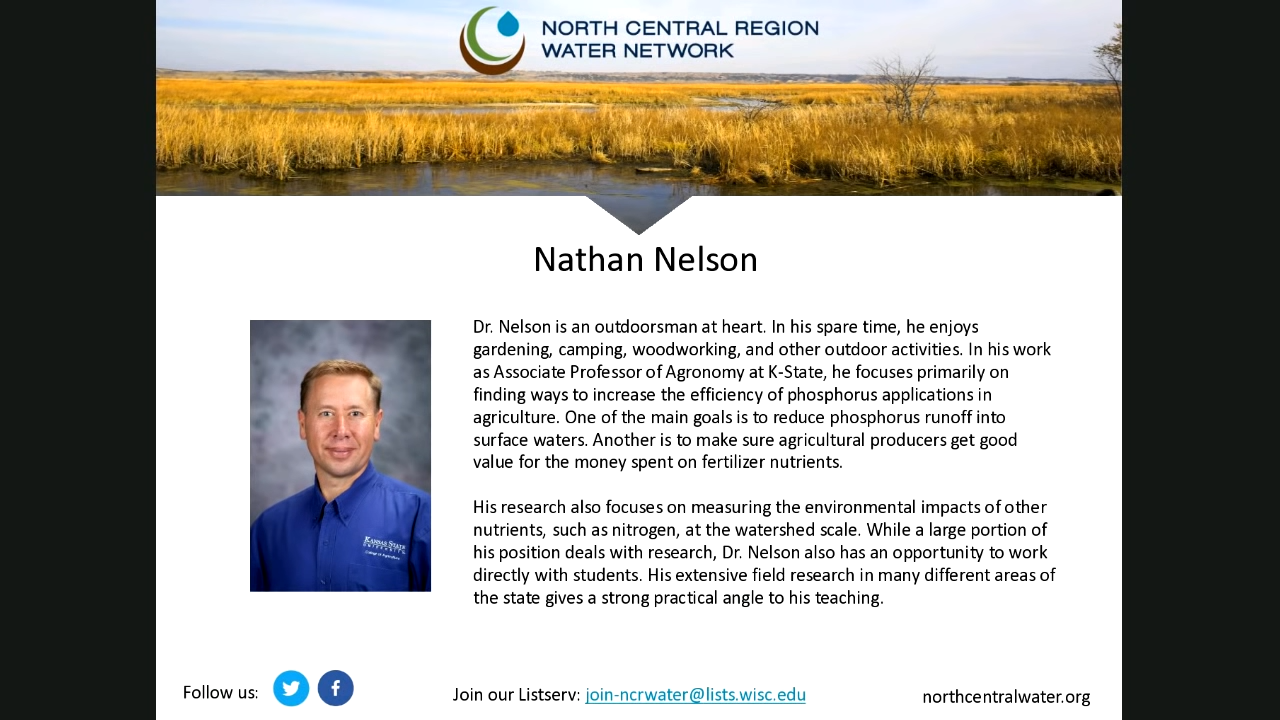 NORTH CENTRAL REGION
WATER NETWORK
Nathan Nelson
Dr. Nelson is an outdoorsman at heart. In his spare time, he enjoys
gardening, camping, woodworking, and other outdoor activities. In his work
as Associate Professor of Agronomy at K-State, he focuses primarily on
finding ways to increase the efficiency of phosphorus applications in
agriculture. One of the main goals is to reduce phosphorus runoff into
surface waters. Another is to make sure agricultural producers get good
value for the money spent on fertilizer nutrients.
His research also focuses on measuring the environmental impacts of other
nutrients, such as nitrogen, at the watershed scale. While a large portion of
his position deals with research, Dr. Nelson also has an opportunity to work
directly with students. His extensive field research in many different areas of
the state gives a strong practical angle to his teaching.
KANSAS STATE
UNIVERSITY
College of Agriculture
Follow us:
Join our Listserv: join-ncrwater@lists.wisc.edu
northcentralwater.org